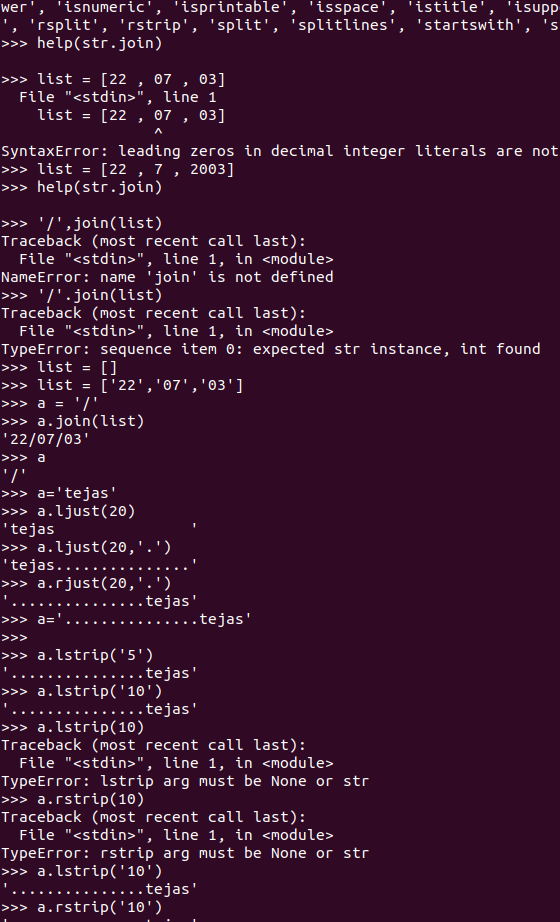 wer', 'isnumeric', 'isprintable', 'isspace', 'istitle', 'isupp
', 'rsplit', 'rstrip', 'split', 'splitlines', 'startswith', 's
>>> help(str.join)

>>> list = [22 , 07 , 03]
  File "<stdin>", line 1
    list = [22 , 07 , 03]
                 ^
SyntaxError: leading zeros in decimal integer literals are not
>>> list = [22 , 7 , 2003]
>>> help(str.join)

>>> '/',join(list)
Traceback (most recent call last):
  File "<stdin>", line 1, in <module>
NameError: name 'join' is not defined
>>> '/'.join(list)
Traceback (most recent call last):
  File "<stdin>", line 1, in <module>
TypeError: sequence item 0: expected str instance, int found
>>> list = []
>>> list = ['22','07','03']
>>> a = '/'
>>> a.join(list)
'22/07/03'
>>> a
'/'
>>> a='tejas'
>>> a.ljust(20)
'tejas               '
>>> a.ljust(20,'.')
'tejas...............'
>>> a.rjust(20,'.')
'...............tejas'
>>> a='...............tejas'
>>>
>>> a.lstrip('5')
'...............tejas'
>>> a.lstrip('10')
'...............tejas'
>>> a.lstrip(10)
Traceback (most recent call last):
  File "<stdin>", line 1, in <module>
TypeError: lstrip arg must be None or str
>>> a.rstrip(10)
Traceback (most recent call last):
  File "<stdin>", line 1, in <module>
TypeError: rstrip arg must be None or str
>>> a.lstrip('10')
'...............tejas'
>>> a.rstrip('10')